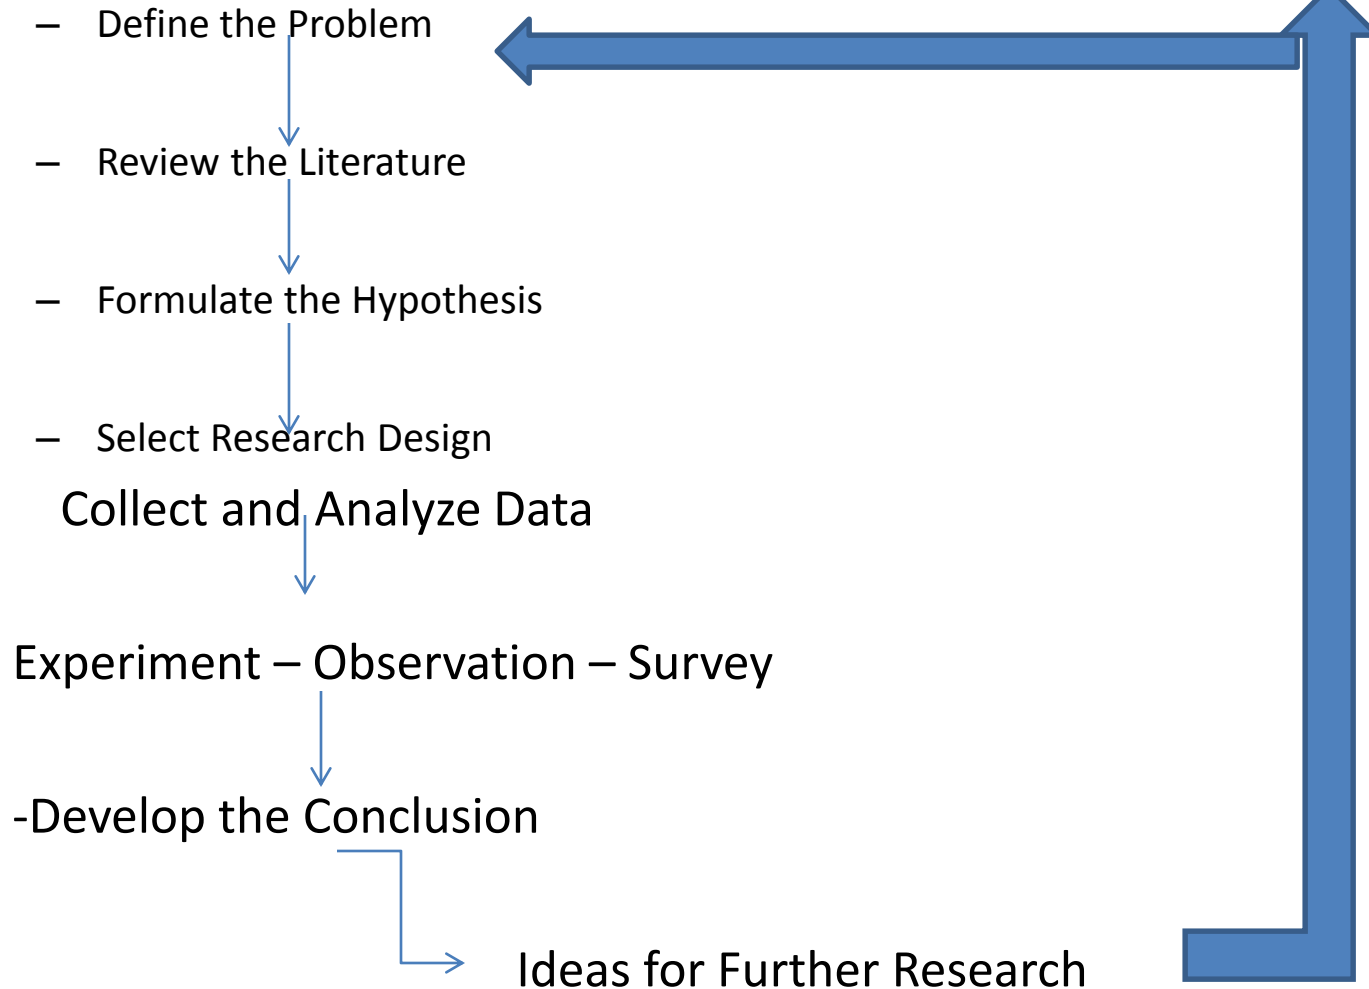 – Define the Problem
– Review the Literature
– Formulate the Hypothesis
– Select Research Design
Collect and Analyze Data
Experiment – Observation – Survey
-Develop the Conclusion
Ideas for Further Research